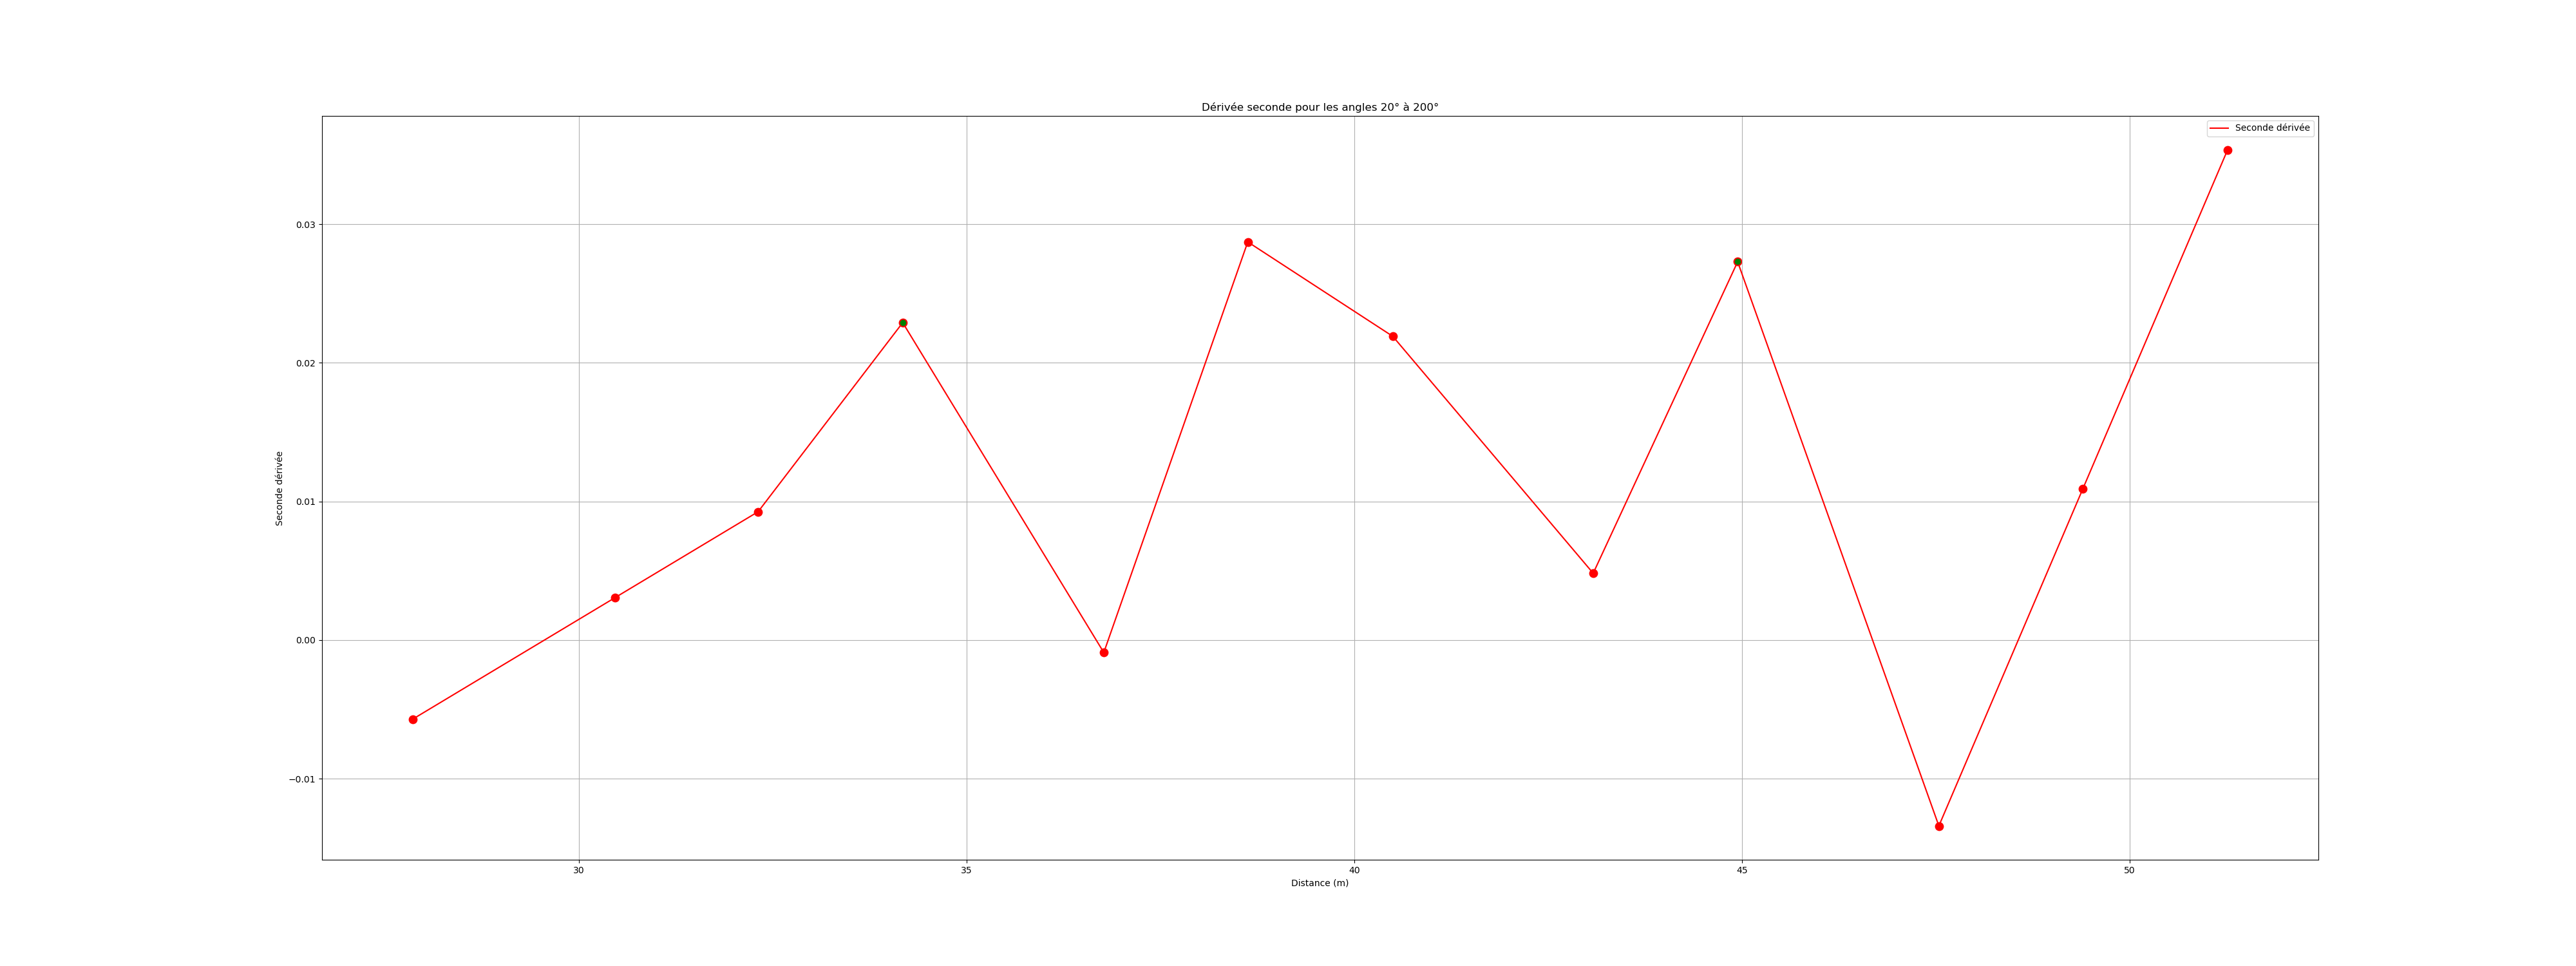 Dérivée seconde pour les angles 20° à 200°
Seconde dérivée
0.03
0.02
0.01
0.00
−0.01
Seconde dérivée
30 35 40 45 50
Distance (m)